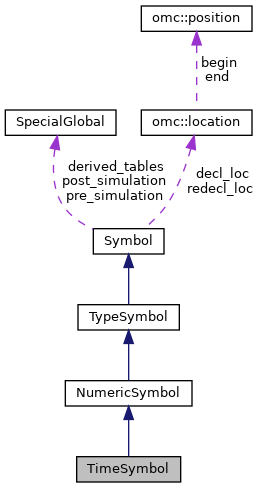 omc::position
begin
end
SpecialGlobal
omc::location
derived_tables
post_simulation
pre_simulation
decl_loc
redecl_loc
Symbol
TypeSymbol
NumericSymbol
TimeSymbol